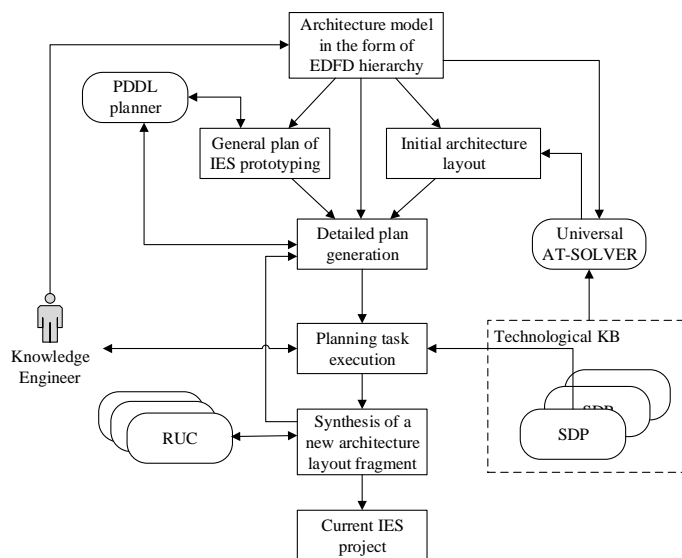 Architecture model
in the form of
EDFD hierarchy
PDDL
planner
General plan of
IES prototyping
Initial architecture
layout
Detailed plan
generation
Universal
AT-SOLVER
Knowledge
Engineer
Planning task
execution
Technological KB
SDP
SDP
RUC
Synthesis of a
new architecture
layout fragment
Current IES
project